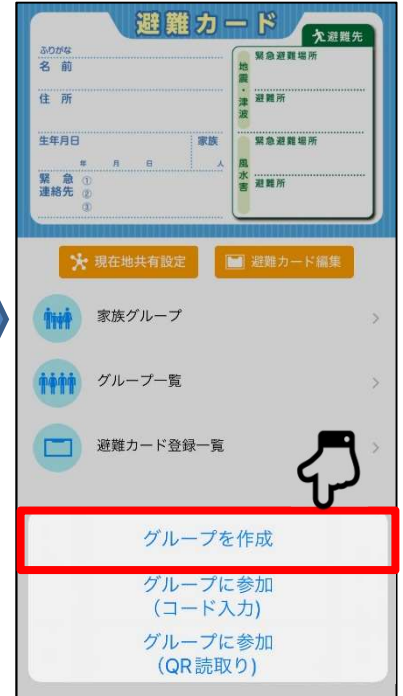 避難カード
避難先
ふりがな
名 前
住 所
生年月日
年 月 日
家族
人
緊 急
連絡先
①
②
③
地震・津波
緊急避難場所
避難所
風水害
緊急避難場所
避難所
現在地共有設定
避難カード編集
家族グループ
グループ一覧
避難カード登録一覧
グループを作成
グループに参加
(コード入力)
グループに参加
(QR読取り)